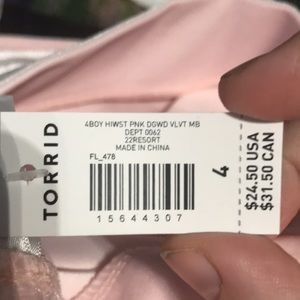 4BOY HIWST PNK DGWD VLVT MB
DEPT 0062
22RESORT
MADE IN CHINA
FL_478
15644307
TORRID
4
$24.50 USA
$31.50 CAN